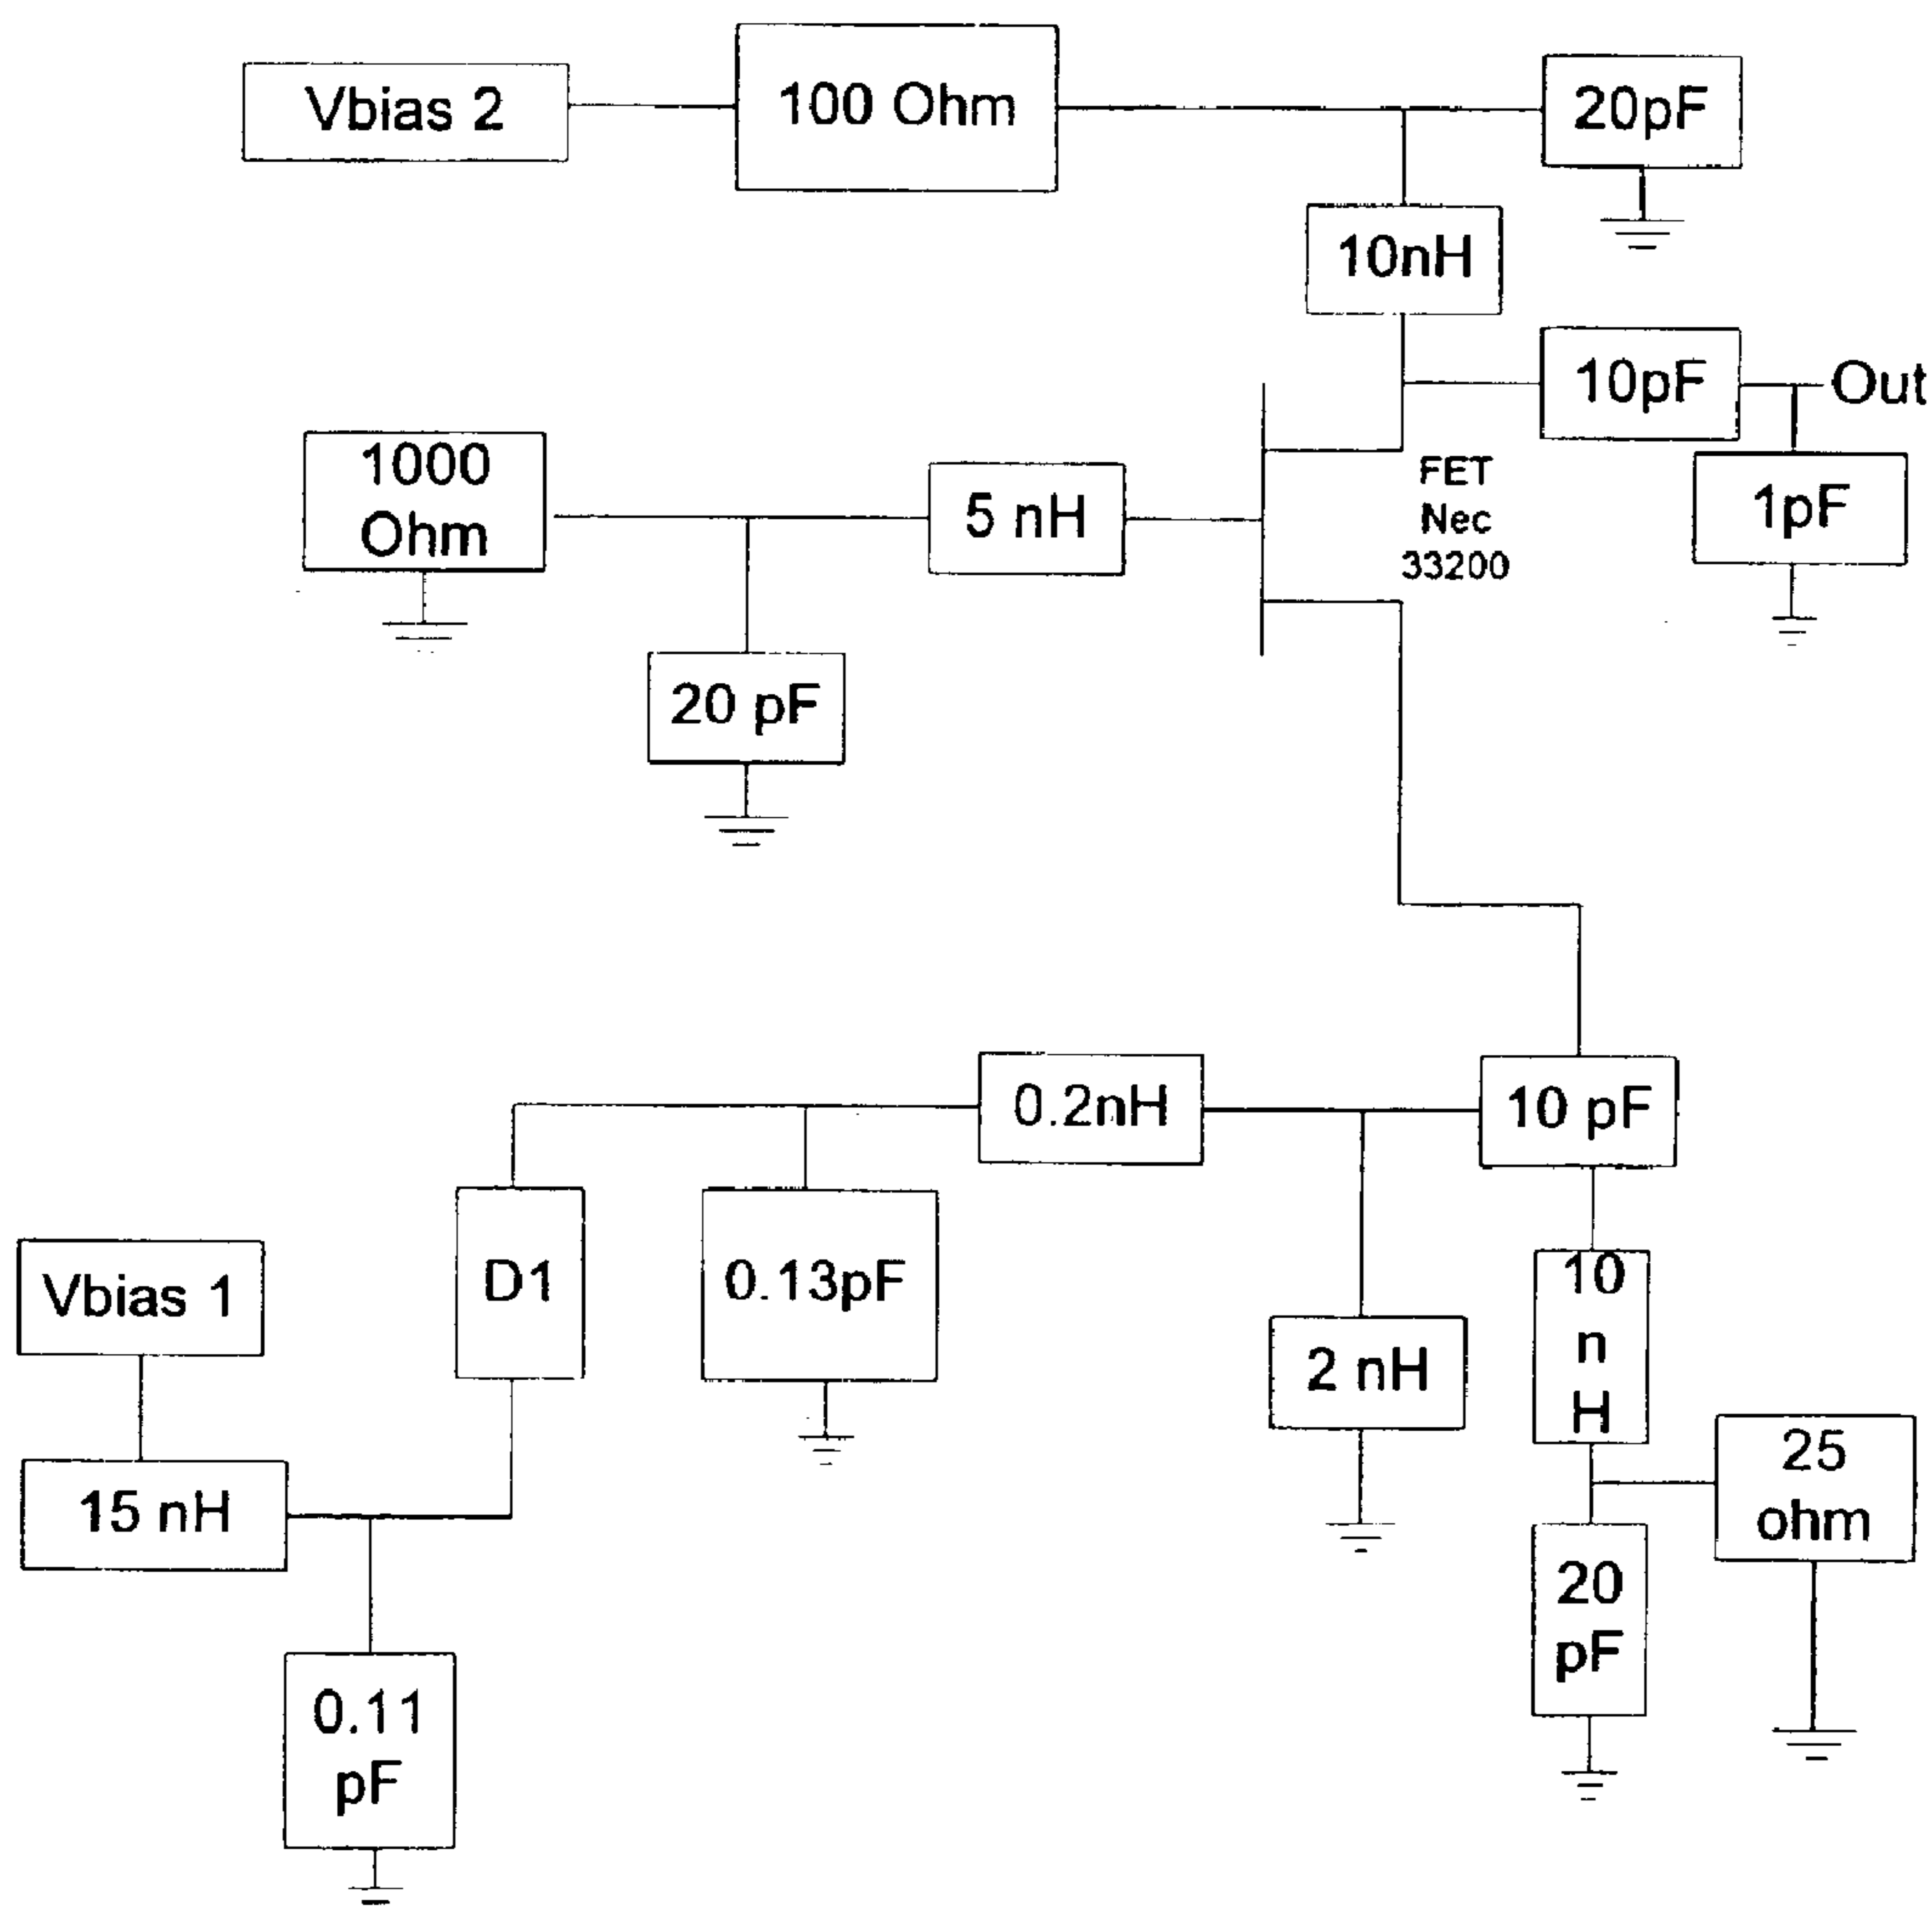 Vbias 2
100 Ohm
20pF
10nH
10pF
Out
1000
Ohm
5 nH
FET
Nec
33200
1pF
20 pF
0.2nH
10 pF
D1
0.13pF
Vbias 1
2 nH
10
n
H
15 nH
25
ohm
20
pF
0.11
pF